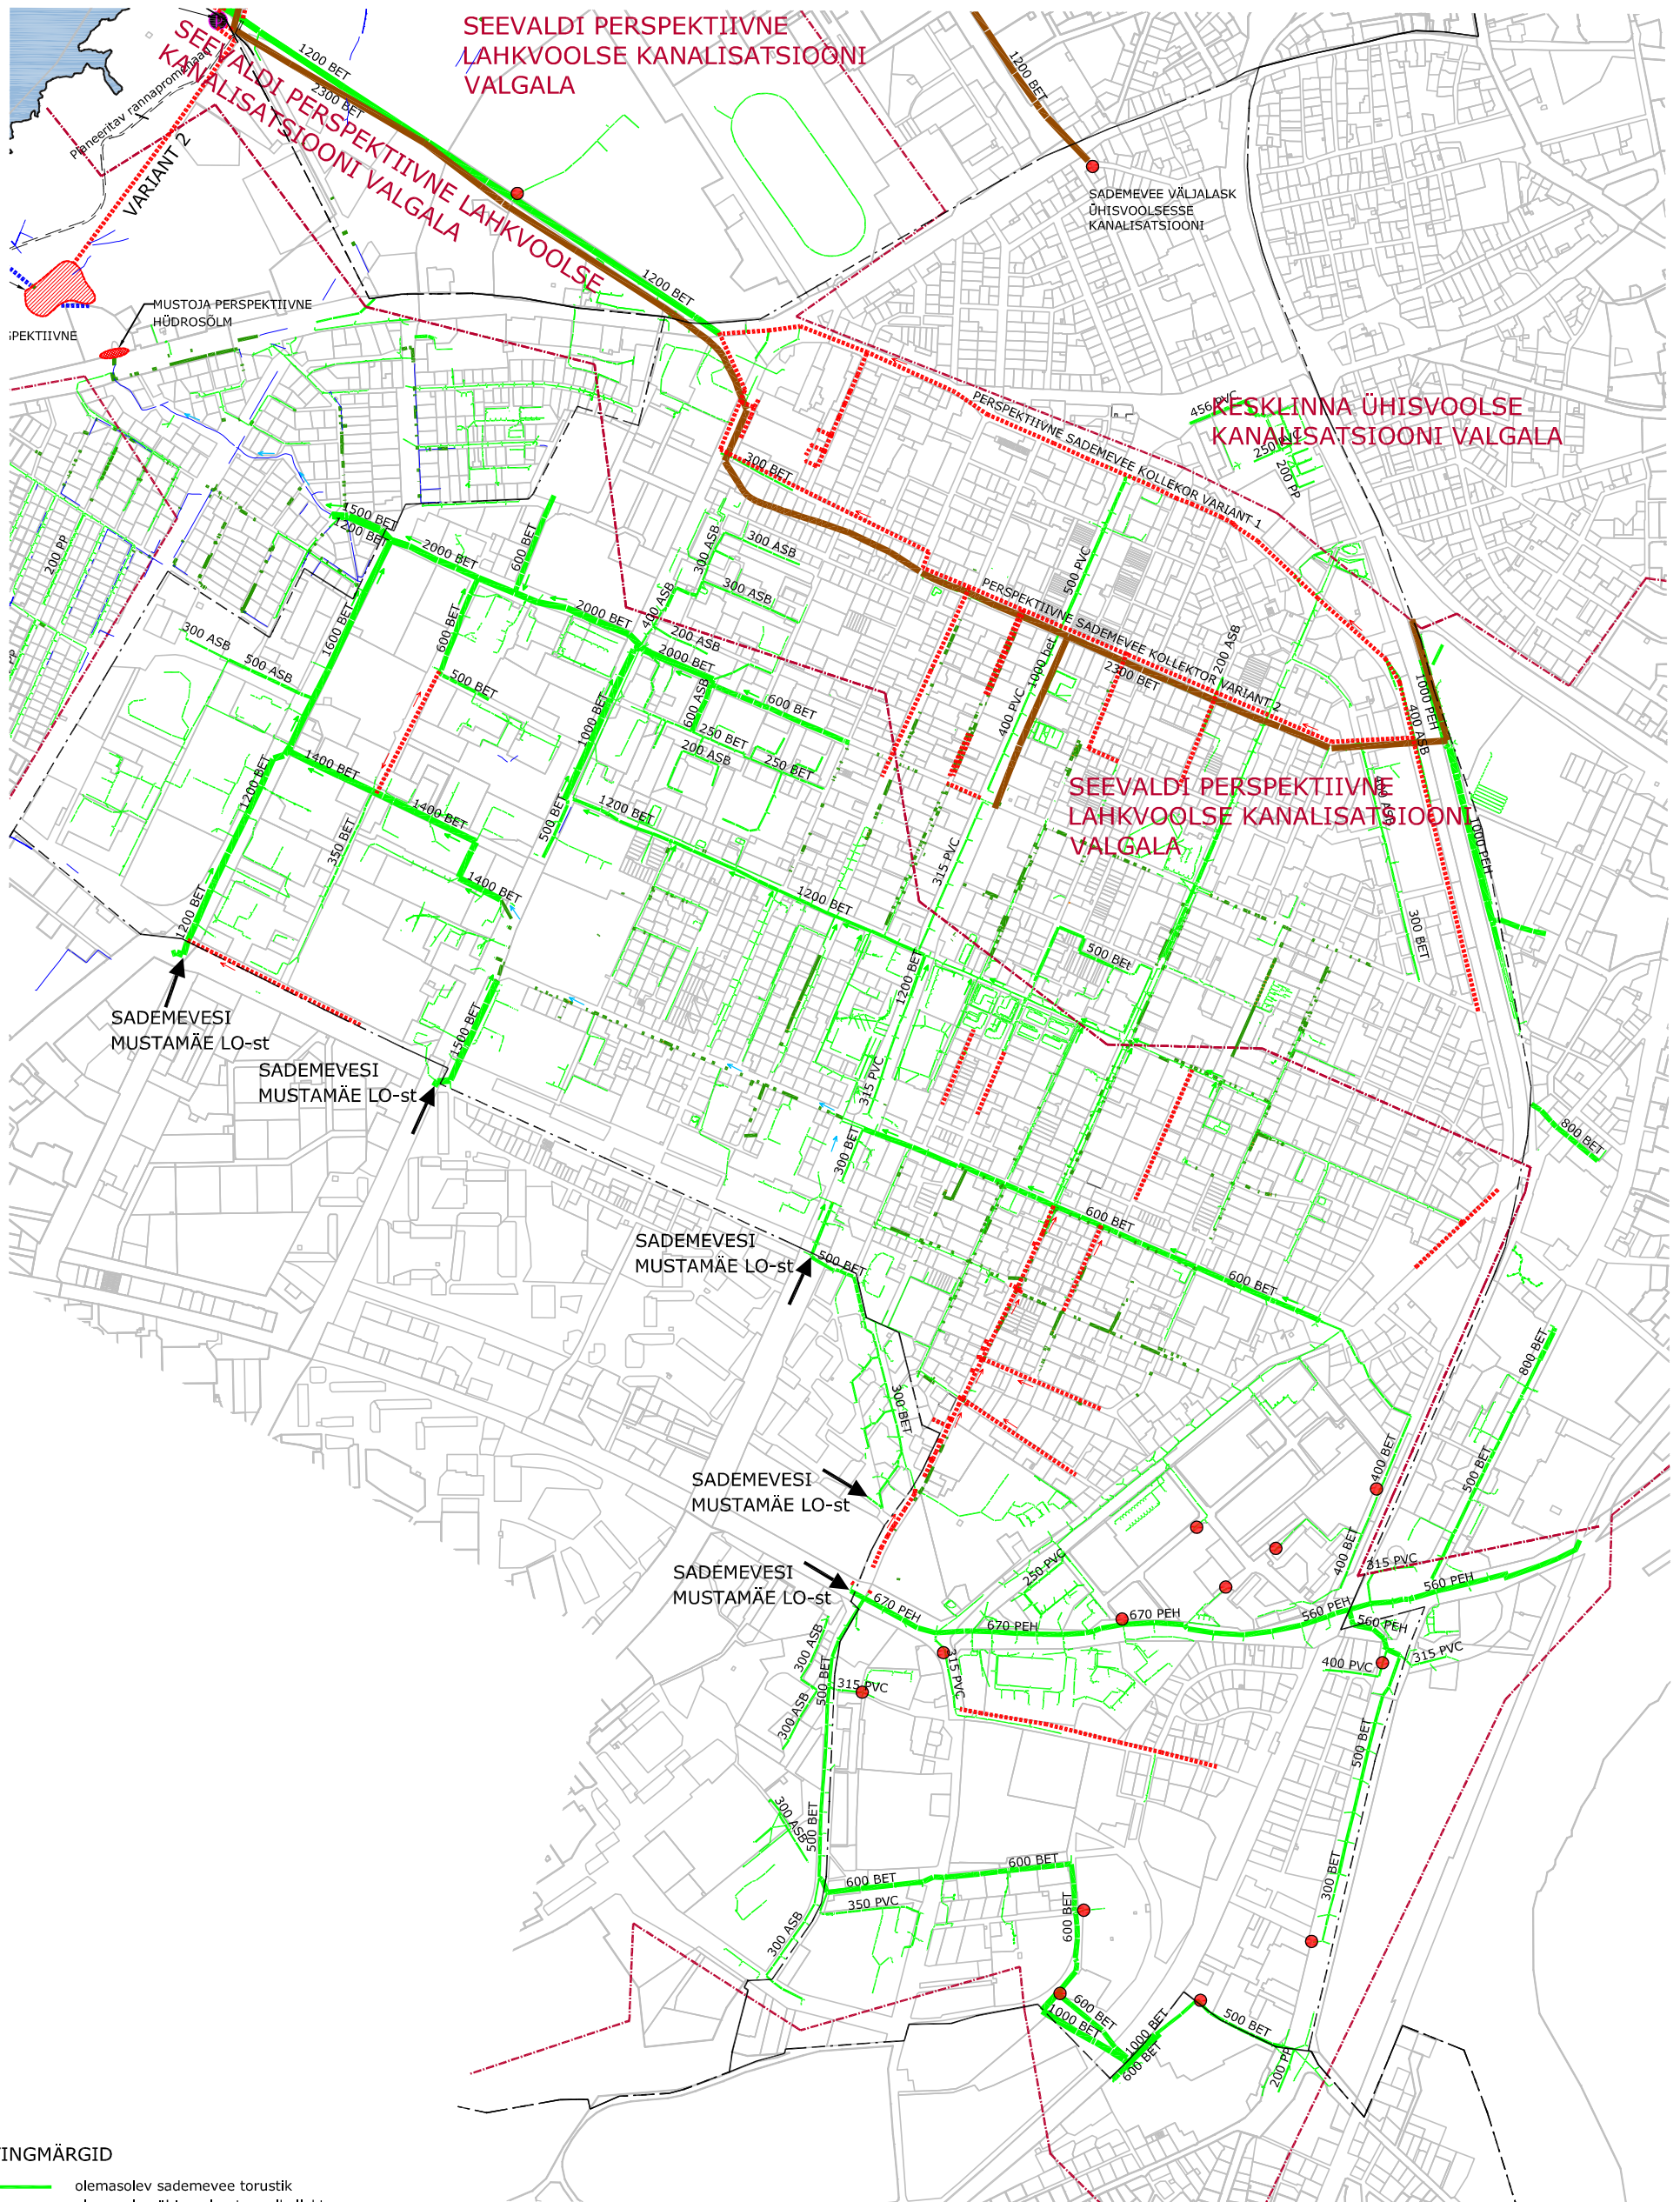 SEEVALDI PERSPEKTIIVNE
LAHKVOOLSE KANALISATSIOONI
VALGALA
SEEVALDI PERSPEKTIIVNE LAHKVOOLSE
KANALISATSIOONI VALGALA
1200 BET
2300 BET
1200 BET
Planeeritav rannapromenaad
VARIANT 2
SADEMEVEE VÄLJALASK
ÜHISVOOLSESSE
KANALISATSIOONI
1200 BET
MUSTOJA PERSPEKTIIVNE
HÜDROSÕLM
SPEKTIIVNE
PERSPEKTIIVNE SADEMEVEE KOLLEKOR VARIANT 1
456 PVC
KESKLINNA ÜHISVOOLSE
KANALISATSIOONI VALGALA
200 PP
300 BET
1500 BET
1200 BET
2000 BET
600 BET
300 ASB
300 ASB
300 ASB
500 PVC
200 PP
400 ASB
2000 BET
200 ASB
2000 BET
PERSPEKTIIVNE SADEMEVEE KOLLEKTOR VARIANT 2
2300 BET
200 ASB
1600 BET
600 BET
300 ASB
500 ASB
500 BET
1000 BET
600 ASB
600 BET
250 BET
200 ASB
250 BET
400 PVC
1000 bet
1000 PEH
400 ASB
SEEVALDI PERSPEKTIIVNE
LAHKVOOLSE KANALISATSIOONI
VALGALA
400 ASB
1000 PEH
1400 BET
1200 BET
1400 BET
350 BET
500 BET
1200 BET
315 PVC
1400 BET
1200 BET
1200 BET
300 BET
500 BEt
1200 BET
SADEMEVESI
MUSTAMÄE LO-st
1500 BET
SADEMEVESI
MUSTAMÄE LO-st
315 PVC
300 BET
800 BET
600 BET
SADEMEVESI
MUSTAMÄE LO-st
500 BET
600 BET
800 BET
300 BET
400 BET
500 BET
SADEMEVESI
MUSTAMÄE LO-st
400 BET
315 PVC
250 PVC
SADEMEVESI
MUSTAMÄE LO-st
670 PEH
670 PEH
670 PEH
560 PEH
560 PEH
560 PEH
300 ASB
500 BET
315 PVC
315 PVC
400 PVC
315 PVC
300 ASB
500 BET
300 ASB
500 BET
600 BET
600 BET
350 PVC
600 BET
300 BET
300 ASB
600 BET
1000 BET
1000 BET
600 BET
500 BET
200 PP
TINGMÄRGID
olemasolev sademevee torustik